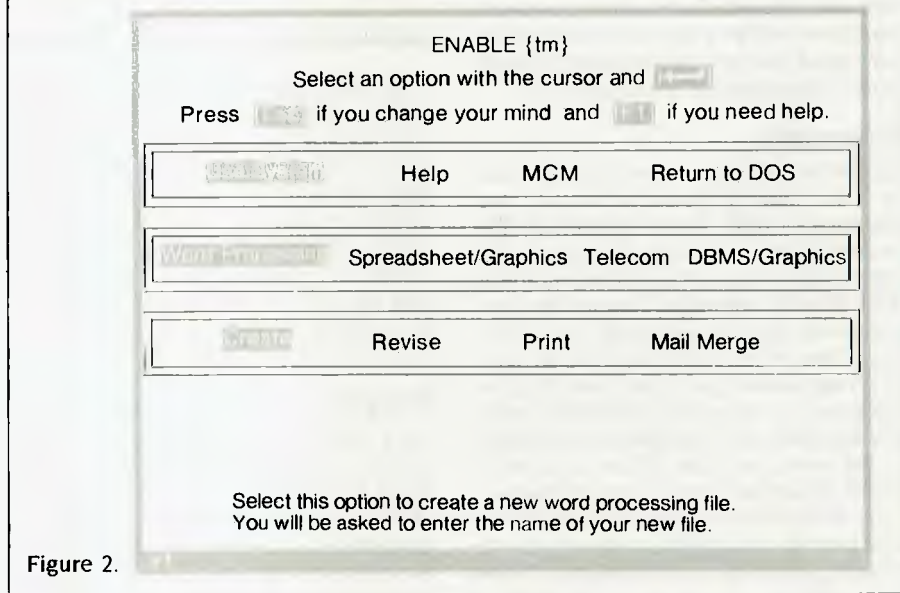 ENABLE {tm}
Select an option with the cursor and
Press if you change your mind and if you need help.
Help MCM Return to DOS
Word Processing Spreadsheet/Graphics Telecom DBMS/Graphics
Create Revise Print Mail Merge
Select this option to create a new word processing file.
You will be asked to enter the name of your new file.
Figure 2.